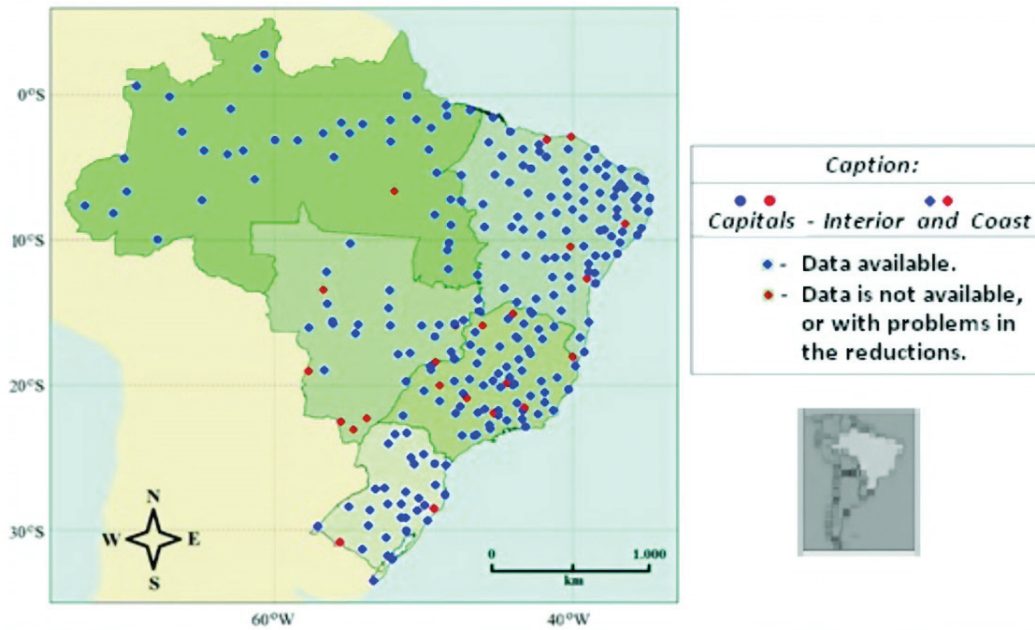 0°S
10°S
20°S
30°S
60°W
40°W
N
W
E
S
0
1.000
km
Caption:
Capitals - Interior and Coast
- Data available.
- Data is not available,
or with problems in
the reductions.